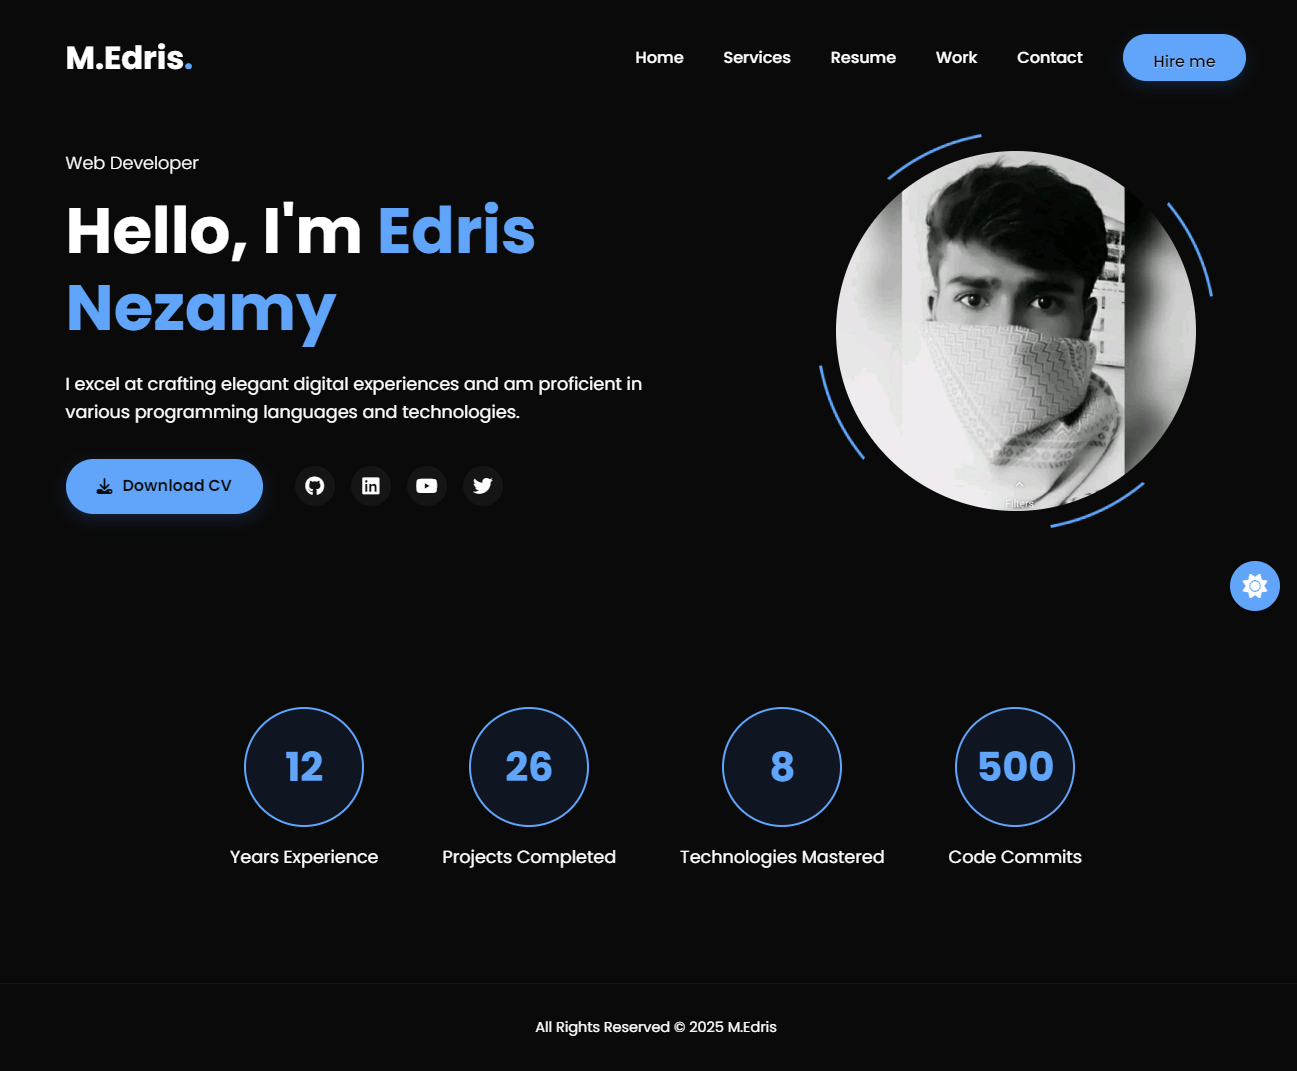 M.Edris.
Home Services Resume Work Contact Hire me
Web Developer
Hello, I'm Edris
Nezamy
I excel at crafting elegant digital experiences and am proficient in
various programming languages and technologies.
Download CV
Filters
12 26 8 500
Years Experience Projects Completed Technologies Mastered Code Commits
All Rights Reserved © 2025 M.Edris